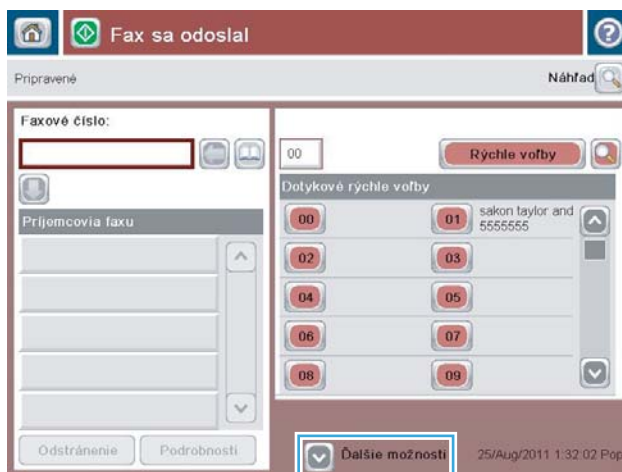 Fax sa odoslal
Pripravené
Náhľad
Faxové číslo:
Príjemcovia faxu
Odstránenie
Podrobnosti
00
Rýchle voľby
Dotykové rýchle voľby
00
01
sakon taylor and
5555555
02
03
04
05
06
07
08
09
Ďalšie možnosti
25/Aug/2011 1:32:02 Pop